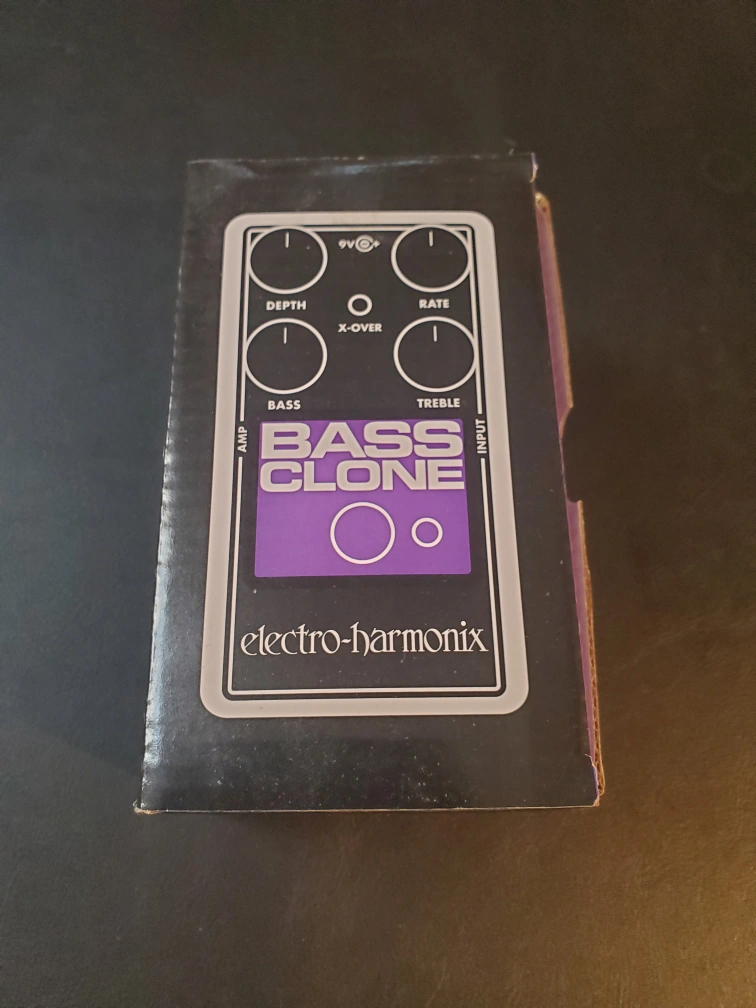 9V +
DEPTH
RATE
X-OVER
BASS
TREBLE
AMP
INPUT
BASS
CLONE
electro-harmonix